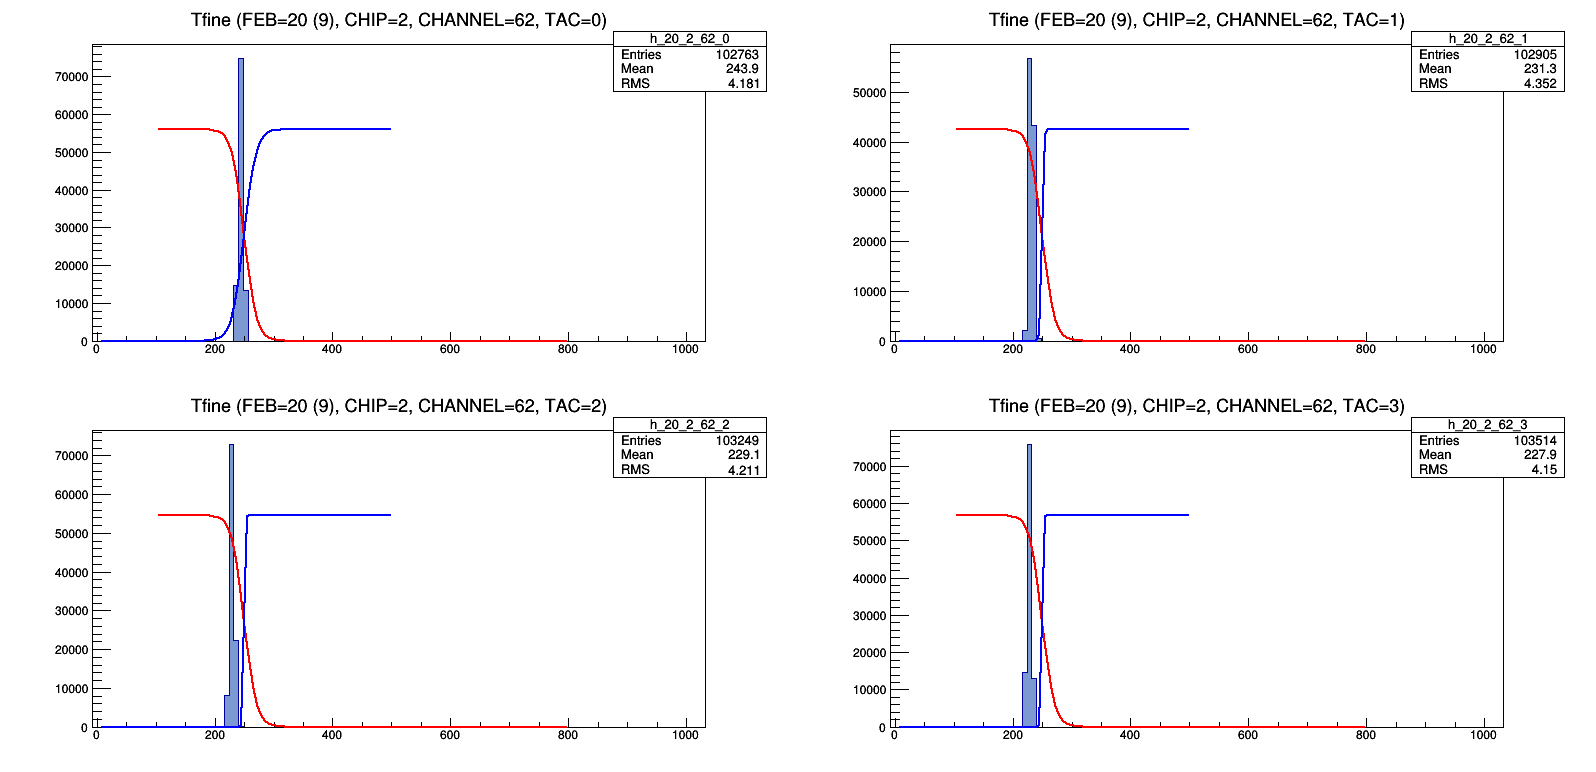 Tfine (FEB=20 (9), CHIP=2, CHANNEL=62, TAC=0)
h_20_2_62_0
Entries 102763
Mean 243.9
RMS 4.181
70000
60000
50000
40000
30000
20000
10000
0
0 200 400 600 800 1000
Tfine (FEB=20 (9), CHIP=2, CHANNEL=62, TAC=1)
h_20_2_62_1
Entries 102905
Mean 231.3
RMS 4.352
50000
40000
30000
20000
10000
0
0 200 400 600 800 1000
Tfine (FEB=20 (9), CHIP=2, CHANNEL=62, TAC=2)
h_20_2_62_2
Entries 103249
Mean 229.1
RMS 4.211
70000
60000
50000
40000
30000
20000
10000
0
0 200 400 600 800 1000
Tfine (FEB=20 (9), CHIP=2, CHANNEL=62, TAC=3)
h_20_2_62_3
Entries 103514
Mean 227.9
RMS 4.15
70000
60000
50000
40000
30000
20000
10000
0
0 200 400 600 800 1000